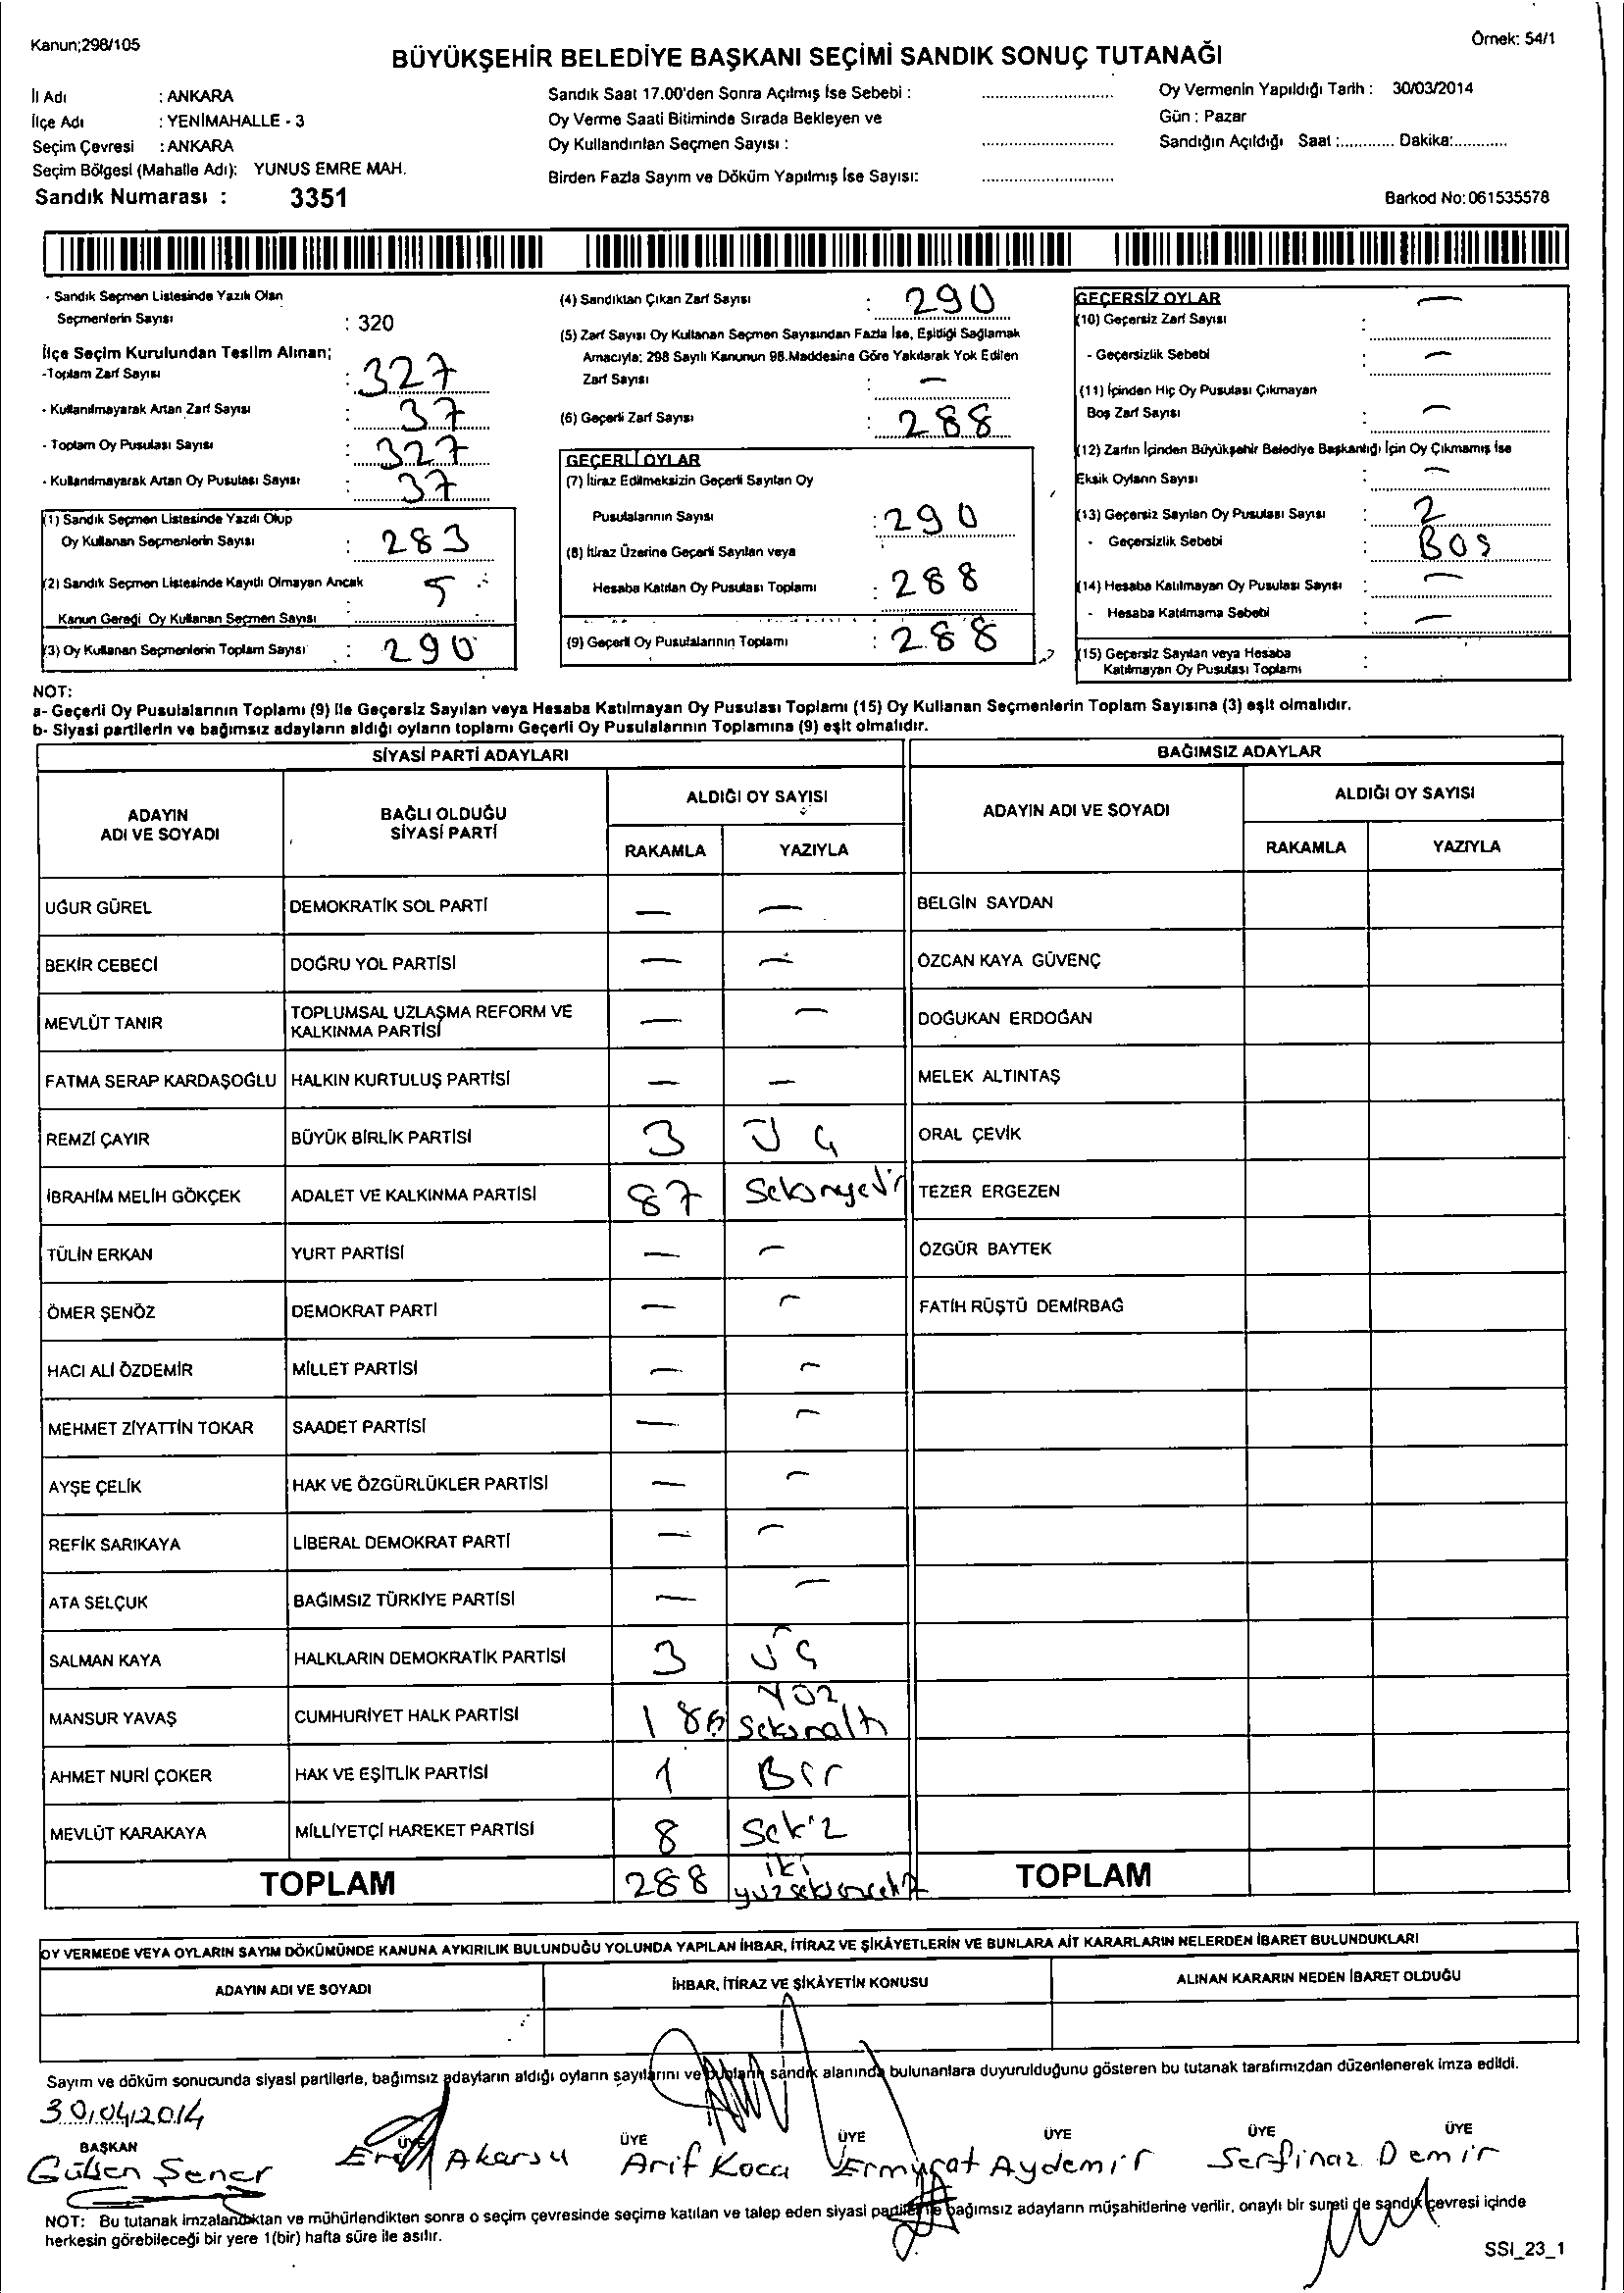 Kanun;298/105
Örnek: 54/1
BÜYÜKŞEHİR BELEDİYE BAŞKANI SEÇİMİ SANDIK SONUÇ TUTANAĞI
İl Adı : ANKARA
İlçe Adı : YENİMAHALLE - 3
Seçim Çevresi : ANKARA
Seçim Bölgesi (Mahalle Adı): YUNUS EMRE MAH.
Sandık Numarası : 3351
Sandık Saat 17.00'den Sonra Açılmış İse Sebebi :
Oy Verme Saati Bitiminde Sırada Bekleyen ve
Oy Kullandırılan Seçmen Sayısı :
Birden Fazla Sayım ve Döküm Yapılmış İse Sayısı:
Oy Vermenin Yapıldığı Tarih : 30/03/2014
Gün : Pazar
Sandığın Açıldığı Saat :............ Dakika:............
Barkod No: 061535578
- Sandık Seçmen Listesinde Yazılı Olan
Seçmenlerin Sayısı : 320
İlçe Seçim Kurulundan Teslim Alınan;
-Toplam Zarf Sayısı : 327
- Kullanılmayarak Artan Zarf Sayısı : 37
- Toplam Oy Pusulası Sayısı : 327
- Kullanılmayarak Artan Oy Pusulası Sayısı : 37
(1) Sandık Seçmen Listesinde Yazılı Olup
Oy Kullanan Seçmenlerin Sayısı : 283
(2) Sandık Seçmen Listesinde Kayıtlı Olmayan Ancak
Kanun Gereği Oy Kullanan Seçmen Sayısı : 5
(3) Oy Kullanan Seçmenlerin Toplam Sayısı : 290
(4) Sandıktan Çıkan Zarf Sayısı : 290
(5) Zarf Sayısı Oy Kullanan Seçmen Sayısından Fazla İse, Eşitliği Sağlamak
Amacıyla; 298 Sayılı Kanunun 98.Maddesine Göre Yakılarak Yok Edilen
Zarf Sayısı : —
(6) Geçerli Zarf Sayısı : 288
GEÇERLİ OYLAR
(7) İtiraz Edilmeksizin Geçerli Sayılan Oy
Pusulalarının Sayısı : 290
(8) İtiraz Üzerine Geçerli Sayılan veya
Hesaba Katılan Oy Pusulası Toplamı : 288
(9) Geçerli Oy Pusulalarının Toplamı : 288
GEÇERSİZ OYLAR
(10) Geçersiz Zarf Sayısı : —
- Geçersizlik Sebebi : —
(11) İçinden Hiç Oy Pusulası Çıkmayan
Boş Zarf Sayısı : —
(12) Zarfın İçinden Büyükşehir Belediye Başkanlığı İçin Oy Çıkmamış İse
Eksik Oyların Sayısı : —
(13) Geçersiz Sayılan Oy Pusulası Sayısı : 2
- Geçersizlik Sebebi : Boş
(14) Hesaba Katılmayan Oy Pusulası Sayısı : —
- Hesaba Katılmama Sebebi : —
(15) Geçersiz Sayılan veya Hesaba
Katılmayan Oy Pusulası Toplamı :
NOT:
a- Geçerli Oy Pusulalarının Toplamı (9) ile Geçersiz Sayılan veya Hesaba Katılmayan Oy Pusulası Toplamı (15) Oy Kullanan Seçmenlerin Toplam Sayısına (3) eşit olmalıdır.
b- Siyasi partilerin ve bağımsız adayların aldığı oyların toplamı Geçerli Oy Pusulalarının Toplamına (9) eşit olmalıdır.
SİYASİ PARTİ ADAYLARI
BAĞIMSIZ ADAYLAR
ADAYIN ADI VE SOYADI
BAĞLI OLDUĞU SİYASİ PARTİ
ALDIĞI OY SAYISI
RAKAMLA YAZIYLA
ADAYIN ADI VE SOYADI
ALDIĞI OY SAYISI
RAKAMLA YAZIYLA
UĞUR GÜREL DEMOKRATİK SOL PARTİ — — BELGİN SAYDAN
BEKİR CEBECİ DOĞRU YOL PARTİSİ — — ÖZCAN KAYA GÜVENÇ
MEVLÜT TANIR TOPLUMSAL UZLAŞMA REFORM VE KALKINMA PARTİSİ — — DOĞUKAN ERDOĞAN
FATMA SERAP KARDAŞOĞLU HALKIN KURTULUŞ PARTİSİ — — MELEK ALTINTAŞ
REMZİ ÇAYIR BÜYÜK BİRLİK PARTİSİ 3 Üç ORAL ÇEVİK
İBRAHİM MELİH GÖKÇEK ADALET VE KALKINMA PARTİSİ 87 Seksenyedi TEZER ERGEZEN
TÜLİN ERKAN YURT PARTİSİ — — ÖZGÜR BAYTEK
ÖMER ŞENÖZ DEMOKRAT PARTİ — — FATİH RÜŞTÜ DEMİRBAĞ
HACI ALİ ÖZDEMİR MİLLET PARTİSİ — —
MEHMET ZİYATTİN TOKAR SAADET PARTİSİ — —
AYŞE ÇELİK HAK VE ÖZGÜRLÜKLER PARTİSİ — —
REFİK SARIKAYA LİBERAL DEMOKRAT PARTİ — —
ATA SELÇUK BAĞIMSIZ TÜRKİYE PARTİSİ — —
SALMAN KAYA HALKLARIN DEMOKRATİK PARTİSİ 3 Üç
MANSUR YAVAŞ CUMHURİYET HALK PARTİSİ 186 Yüz Seksenaltı
AHMET NURİ ÇOKER HAK VE EŞİTLİK PARTİSİ 1 Bir
MEVLÜT KARAKAYA MİLLİYETÇİ HAREKET PARTİSİ 8 Sekiz
TOPLAM 288 iki yüzseksensekiz TOPLAM
OY VERMEDE VEYA OYLARIN SAYIM DÖKÜMÜNDE KANUNA AYKIRILIK BULUNDUĞU YOLUNDA YAPILAN İHBAR, İTİRAZ VE ŞİKÂYETLERİN VE BUNLARA AİT KARARLARIN NELERDEN İBARET BULUNDUKLARI
ADAYIN ADI VE SOYADI İHBAR, İTİRAZ VE ŞİKÂYETİN KONUSU ALINAN KARARIN NEDEN İBARET OLDUĞU
Sayım ve döküm sonucunda siyasi partilerle, bağımsız adayların aldığı oyların sayılarını ve bunların sandık alanında bulunanlara duyurulduğunu gösteren bu tutanak tarafımızdan düzenlenerek imza edildi.
30/04/2014
BAŞKAN ÜYE ÜYE ÜYE ÜYE ÜYE ÜYE
Gülsen Şener Akarsu Arif Koca Yermurat Aydemir Serfinaz Demir
NOT: Bu tutanak imzalandıktan ve mühürlendikten sonra o seçim çevresinde seçime katılan ve talep eden siyasi partilerle bağımsız adayların müşahitlerine verilir, onaylı bir sureti de sandık çevresi içinde
herkesin görebileceği bir yere 1(bir) hafta süre ile asılır.
SSI_23_1